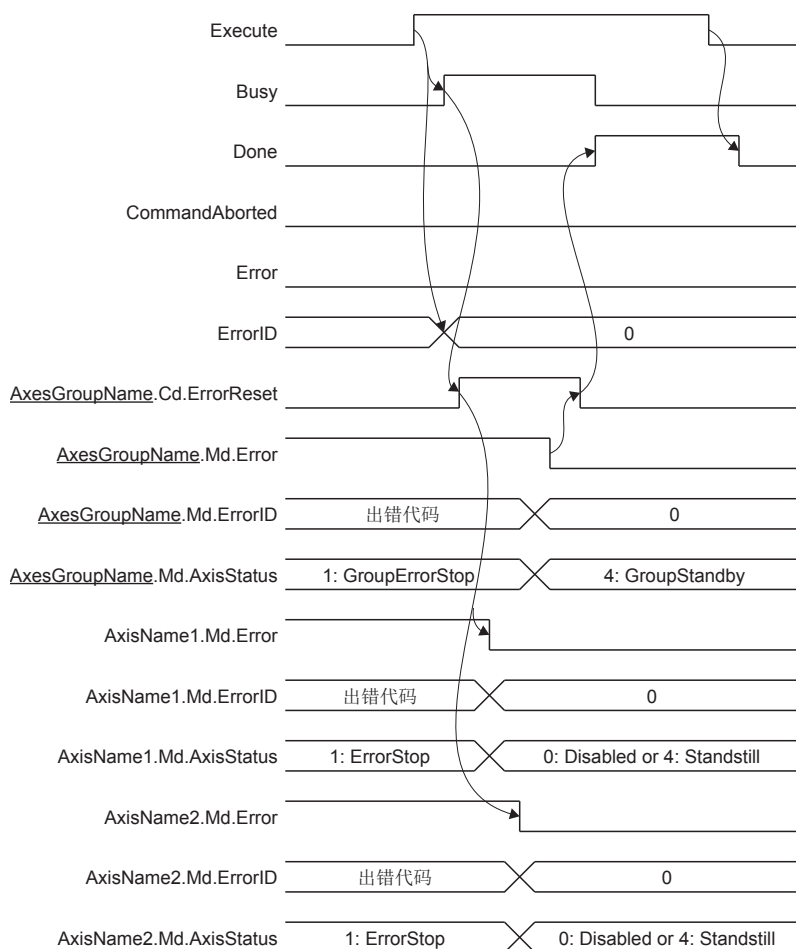 Execute
Busy
Done
CommandAborted
Error
ErrorID 0
AxesGroupName.Cd.ErrorReset
AxesGroupName.Md.Error
AxesGroupName.Md.ErrorID 出错代码 0
AxesGroupName.Md.AxisStatus 1: GroupErrorStop 4: GroupStandby
AxisName1.Md.Error
AxisName1.Md.ErrorID 出错代码 0
AxisName1.Md.AxisStatus 1: ErrorStop 0: Disabled or 4: Standstill
AxisName2.Md.Error
AxisName2.Md.ErrorID 出错代码 0
AxisName2.Md.AxisStatus 1: ErrorStop 0: Disabled or 4: Standstill